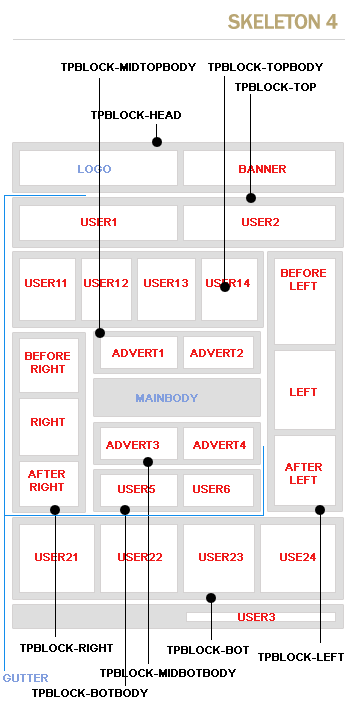 SKELETON 4
TPBLOCK-MIDTOPBODY TPBLOCK-TOPBODY
TPBLOCK-TOP
TPBLOCK-HEAD
LOGO BANNER
USER1 USER2
USER11 USER12 USER13 USER14 BEFORE
LEFT
BEFORE
RIGHT
ADVERT1 ADVERT2
MAINBODY
LEFT
RIGHT
ADVERT3 ADVERT4
AFTER
RIGHT
AFTER
LEFT
USER5 USER6
USER21 USER22 USER23 USE24
USER3
TPBLOCK-RIGHT TPBLOCK-BOT
TPBLOCK-LEFT
TPBLOCK-MIDBOTBODY
GUTTER
TPBLOCK-BOTBODY